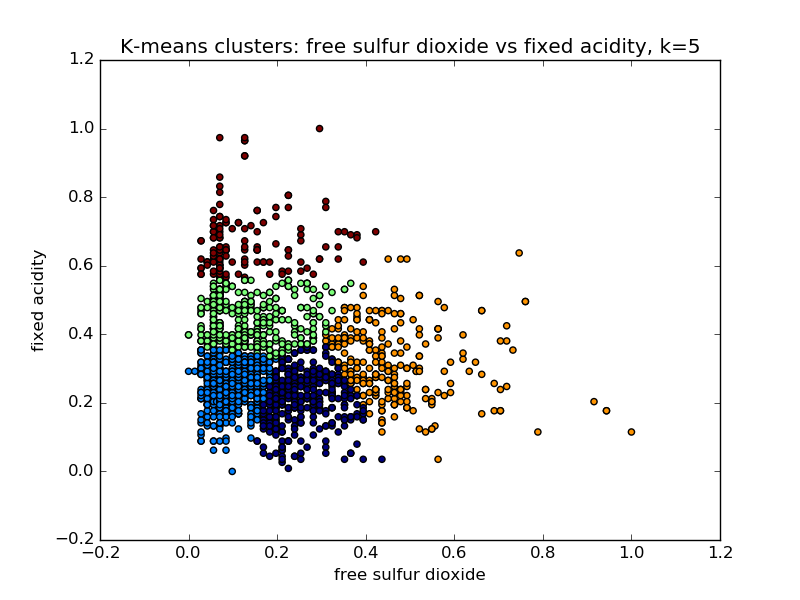 K-means clusters: free sulfur dioxide vs fixed acidity, k=5
1.2
1.0
0.8
0.6
0.4
0.2
0.0
−0.2
fixed acidity
−0.2 0.0 0.2 0.4 0.6 0.8 1.0 1.2
free sulfur dioxide